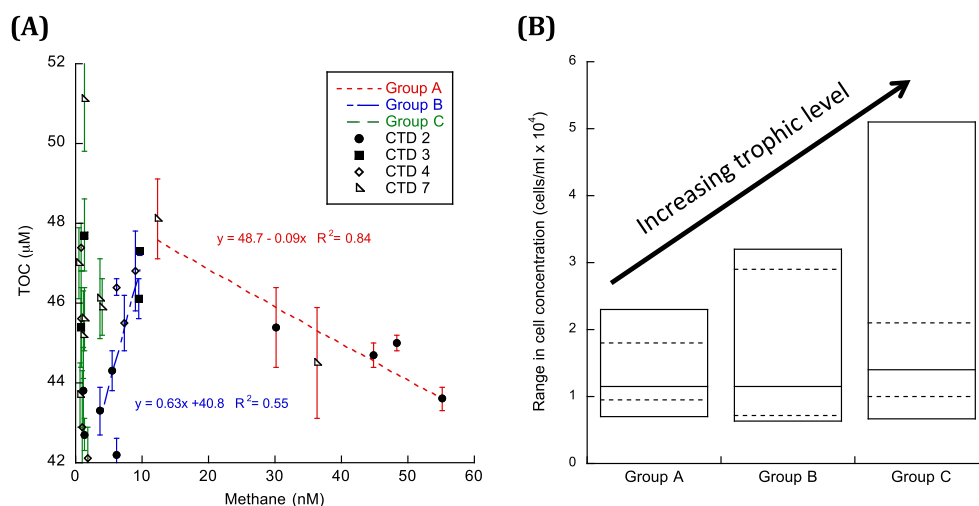 (A)
52
50
48
46
44
42
TOC (μM)
0
10
20
30
40
50
60
Methane (nM)
Group A
Group B
Group C
CTD 2
CTD 3
CTD 4
CTD 7
y = 48.7 - 0.09x R²= 0.84
y = 0.63x +40.8 R²= 0.55
(B)
6
5
4
3
2
1
0
Range in cell concentration (cells/ml x 10⁴)
Increasing trophic level
Group A
Group B
Group C